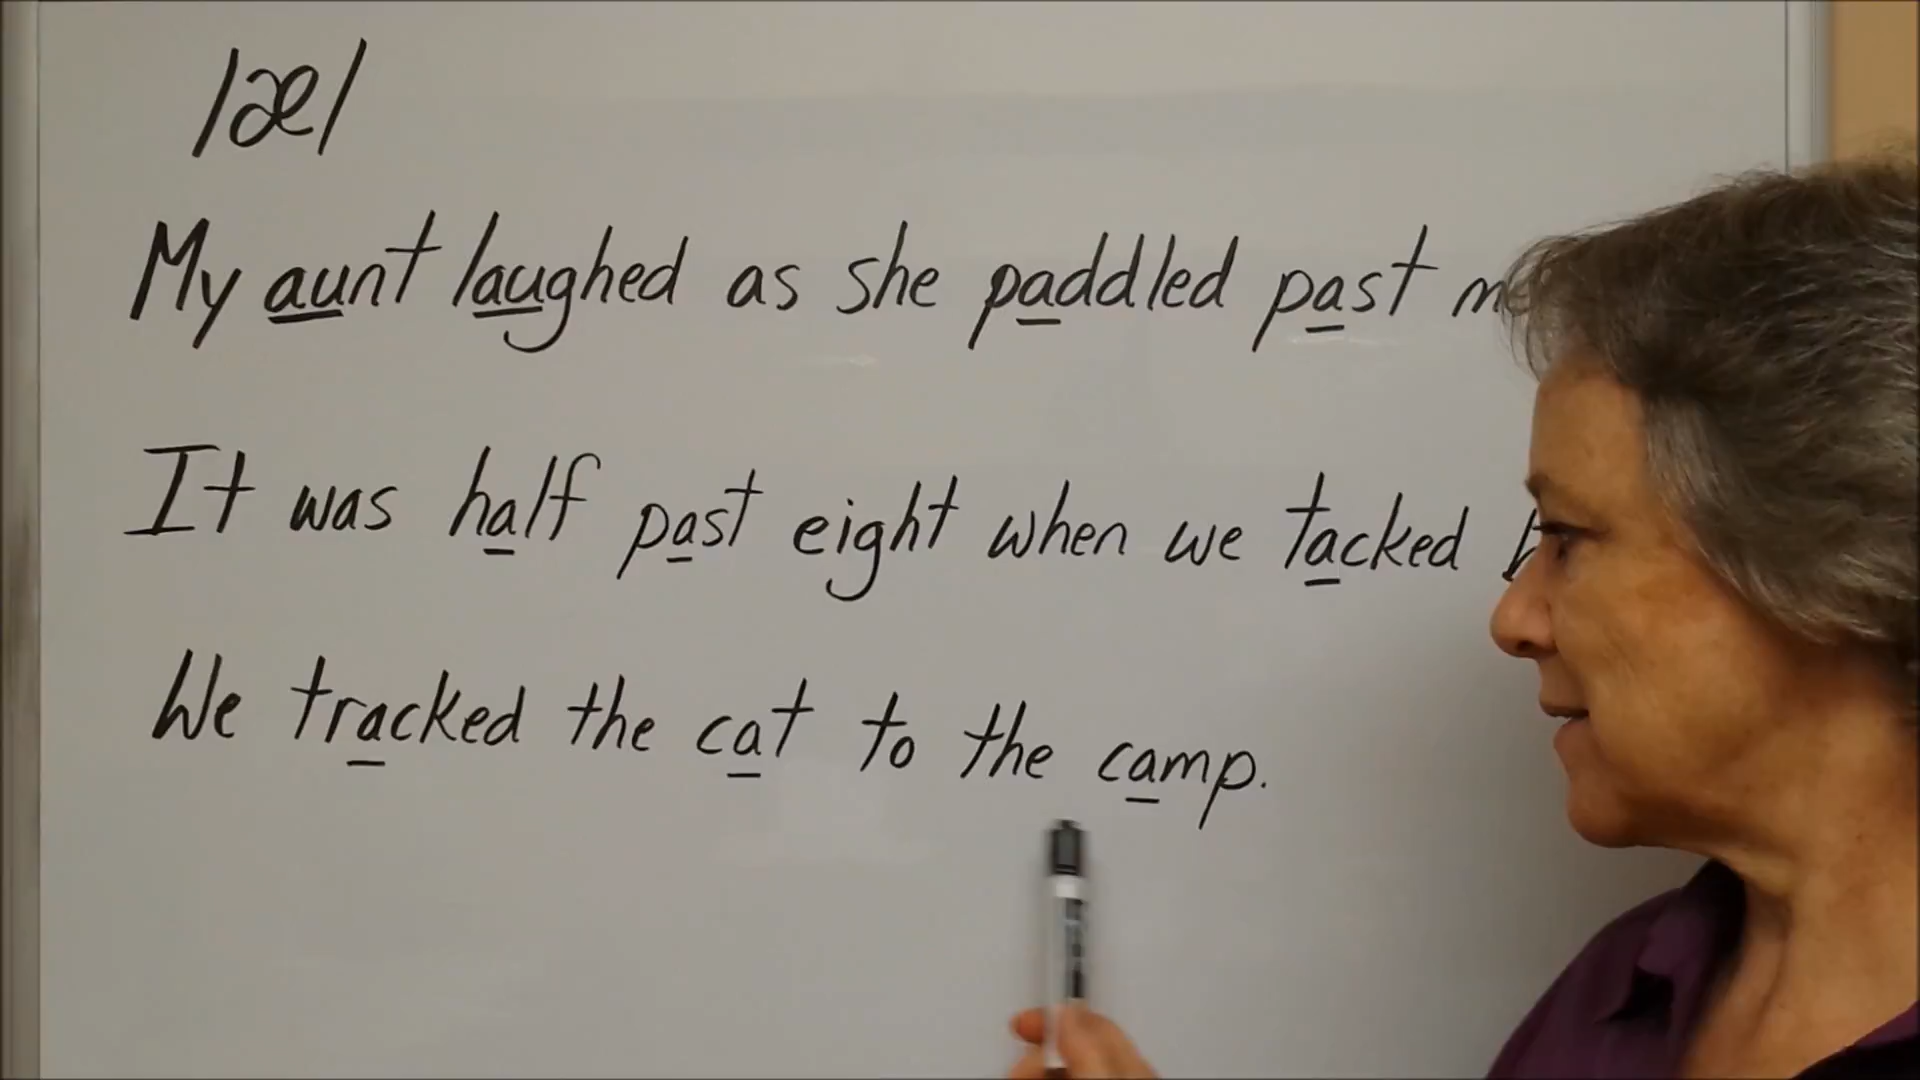 /æ/
My aunt laughed as she paddled past
It was half past eight when we tacked
We tracked the cat to the camp.